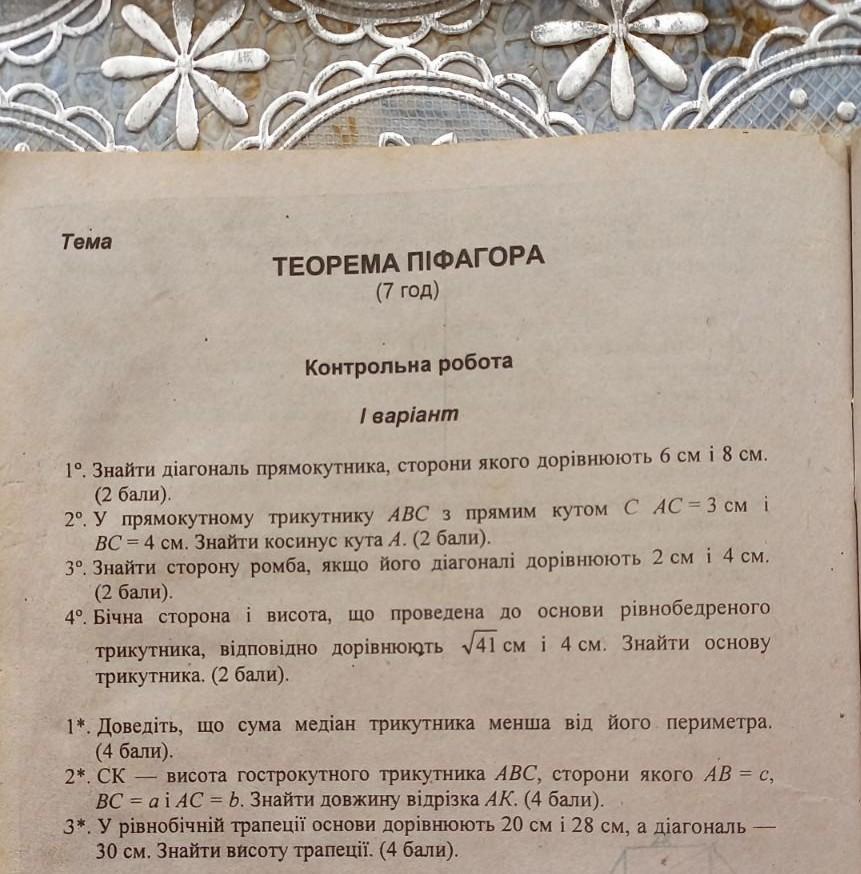 Тема
ТЕОРЕМА ПІФАГОРА
(7 год)
Контрольна робота
І варіант
1°. Знайти діагональ прямокутника, сторони якого дорівнюють 6 см і 8 см.
(2 бали).
2°. У прямокутному трикутнику ABC з прямим кутом C AC = 3 см і
BC = 4 см. Знайти косинус кута A. (2 бали).
3°. Знайти сторону ромба, якщо його діагоналі дорівнюють 2 см і 4 см.
(2 бали).
4°. Бічна сторона і висота, що проведена до основи рівнобедреного
трикутника, відповідно дорівнюють √41 см і 4 см. Знайти основу
трикутника. (2 бали).
1*. Доведіть, що сума медіан трикутника менша від його периметра.
(4 бали).
2*. СК — висота гострокутного трикутника ABC, сторони якого AB = c,
BC = a і AC = b. Знайти довжину відрізка AK. (4 бали).
3*. У рівнобічній трапеції основи дорівнюють 20 см і 28 см, а діагональ —
30 см. Знайти висоту трапеції. (4 бали).